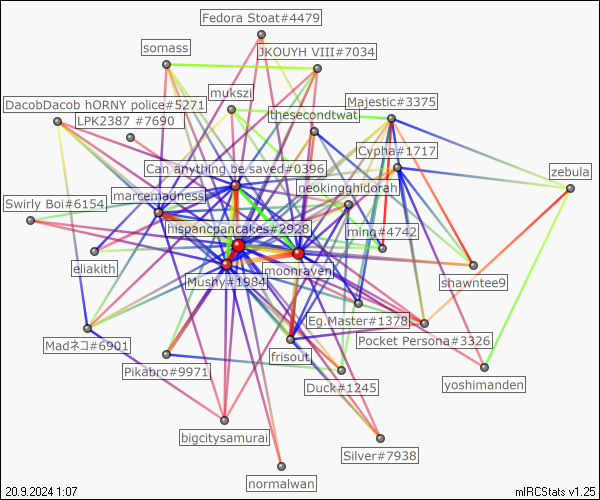 Fedora Stoat#4479
somass
JKOUYH VIII#7034
mukszi
DacobDacob hORNY police#5271
Majestic#3375
LPK2387 #7690
thesecondtwat
Cypha#1717
Can anything be saved#0396
zebula
marcemadness
neokingghidorah
Swirly Boi#6154
hispancpancakes#2928
ming#4742
eliakith
moonraven
Mushy#1984
shawntee9
Eg.Master#1378
Madネコ#6901
frisout
Pocket Persona#3326
Pikabro#9971
Duck#1245
yoshimanden
bigcitysamurai
Silver#7938
normalwan
20.9.2024 1:07
mIRCStats v1.25